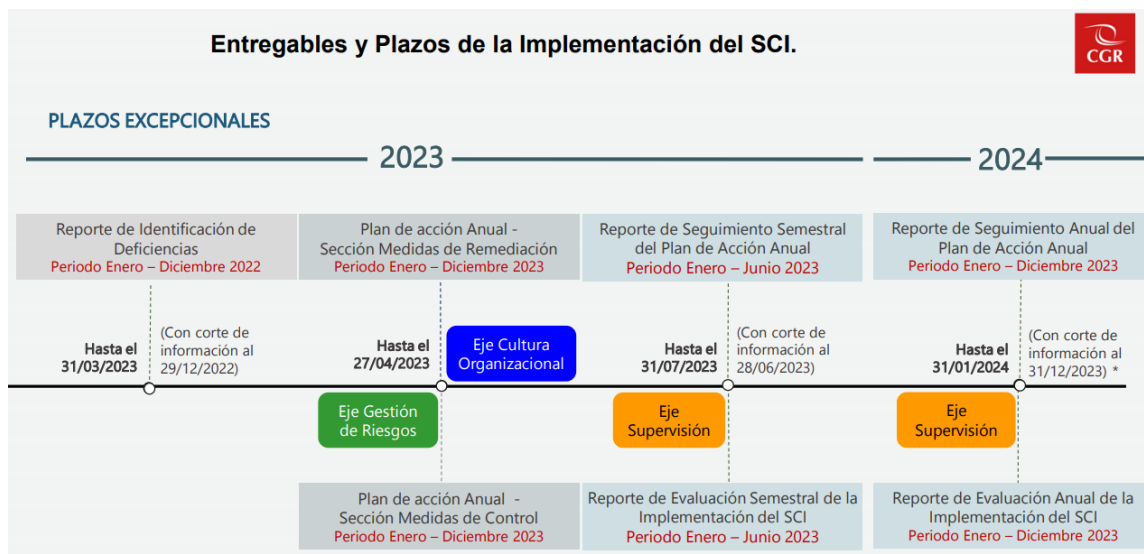 Entregables y Plazos de la Implementación del SCI.
CGR
PLAZOS EXCEPCIONALES
2023
2024
Reporte de Identificación de
Deficiencias
Periodo Enero – Diciembre 2022
Plan de acción Anual -
Sección Medidas de Remediación
Periodo Enero – Diciembre 2023
Reporte de Seguimiento Semestral
del Plan de Acción Anual
Periodo Enero – Junio 2023
Reporte de Seguimiento Anual del
Plan de Acción Anual
Periodo Enero – Diciembre 2023
Hasta el
31/03/2023
(Con corte de
información al
29/12/2022)
Hasta el
27/04/2023
Eje Cultura
Organizacional
Hasta el
31/07/2023
(Con corte de
información al
28/06/2023)
Hasta el
31/01/2024
(Con corte de
información al
31/12/2023) *
Eje Gestión
de Riesgos
Eje
Supervisión
Eje
Supervisión
Plan de acción Anual -
Sección Medidas de Control
Periodo Enero – Diciembre 2023
Reporte de Evaluación Semestral de la
Implementación del SCI
Periodo Enero – Junio 2023
Reporte de Evaluación Anual de la
Implementación del SCI
Periodo Enero – Diciembre 2023